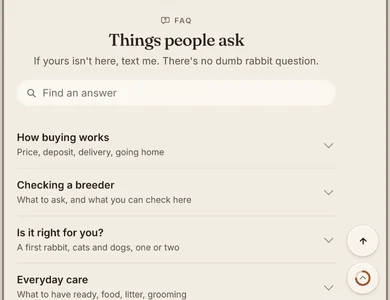 FAQ
Things people ask
If yours isn't here, text me. There's no dumb rabbit question.
Find an answer
How buying works
Price, deposit, delivery, going home
Checking a breeder
What to ask, and what you can check here
Is it right for you?
A first rabbit, cats and dogs, one or two
Everyday care
What to have ready, food, litter, grooming